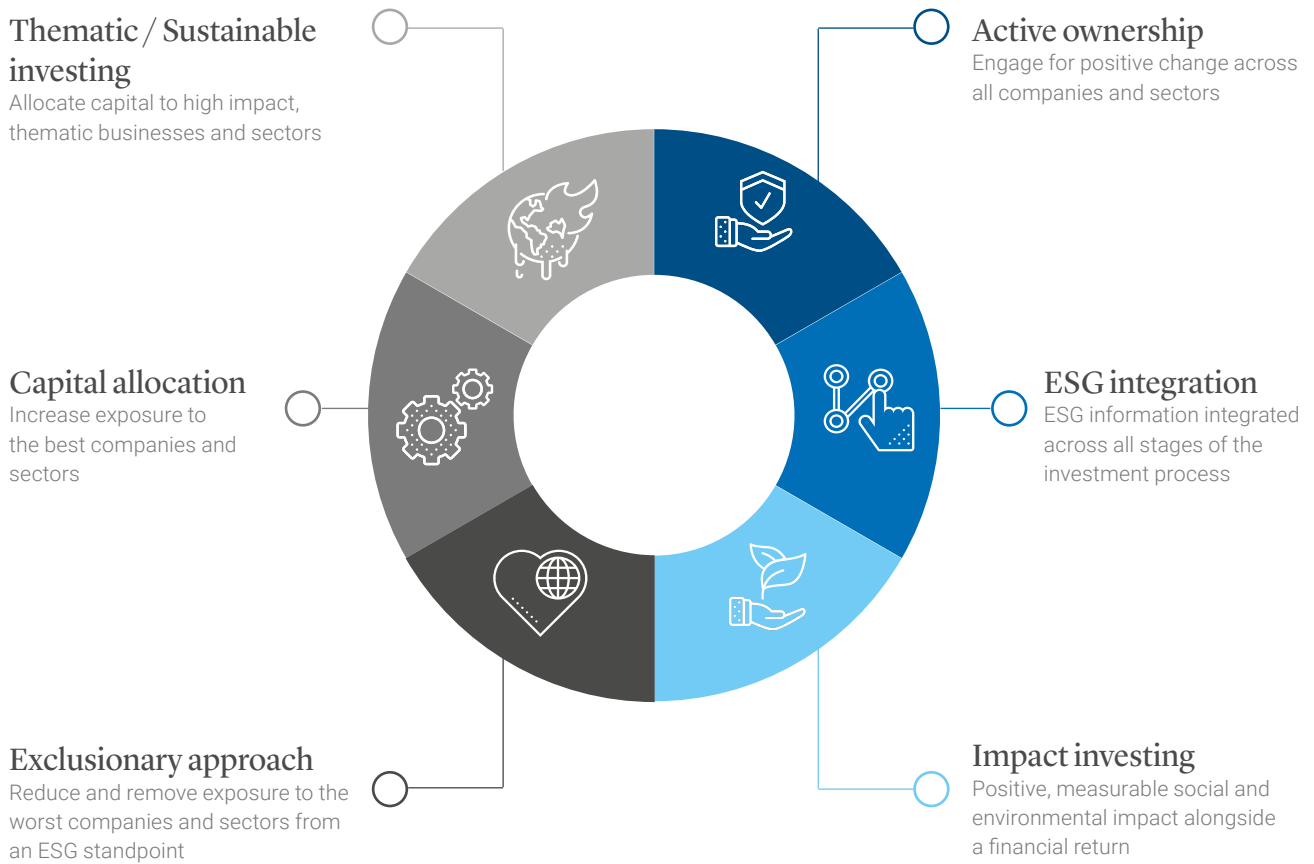 Thematic / Sustainable
investing
Allocate capital to high impact,
thematic businesses and sectors
Active ownership
Engage for positive change across
all companies and sectors
Capital allocation
Increase exposure to
the best companies and
sectors
ESG integration
ESG information integrated
across all stages of the
investment process
Exclusionary approach
Reduce and remove exposure to the
worst companies and sectors from
an ESG standpoint
Impact investing
Positive, measurable social and
environmental impact alongside
a financial return